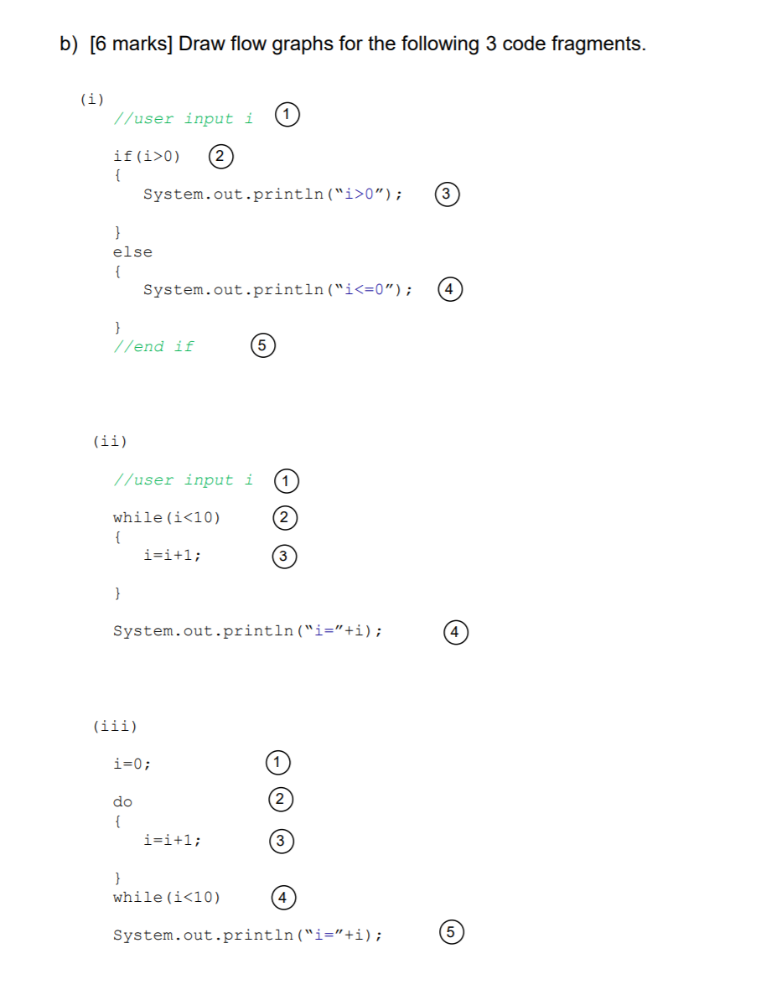 b) [6 marks] Draw flow graphs for the following 3 code fragments.
(i)
//user input i 1
if(i>0) 2
{
System.out.println(“i>0”); 3
}
else
{
System.out.println(“i<=0”); 4
}
//end if 5
(ii)
//user input i 1
while(i<10) 2
{
i=i+1; 3
}
System.out.println(“i=”+i); 4
(iii)
i=0; 1
do 2
{
i=i+1; 3
}
while(i<10) 4
System.out.println(“i=”+i); 5